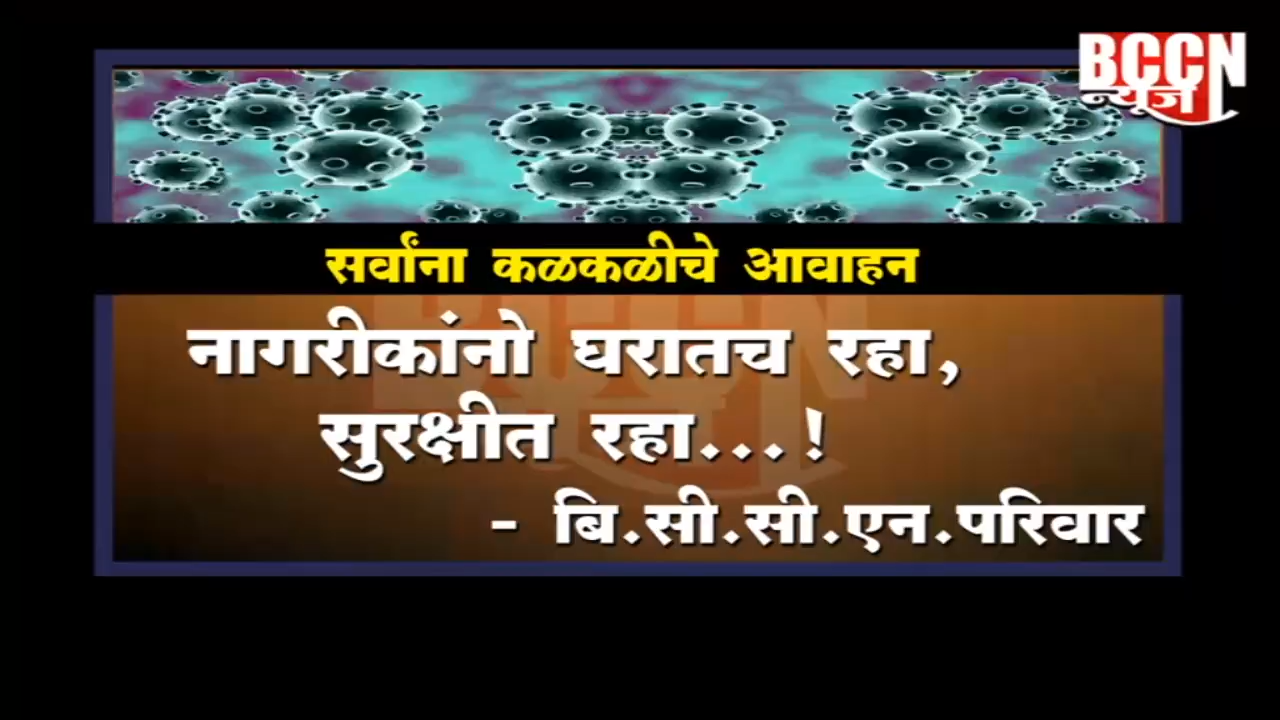 BCCN
न्यूज
सर्वांना कळकळीचे आवाहन
नागरीकांनो घरातच रहा,
सुरक्षीत रहा...!
- बि.सी.सी.एन.परिवार